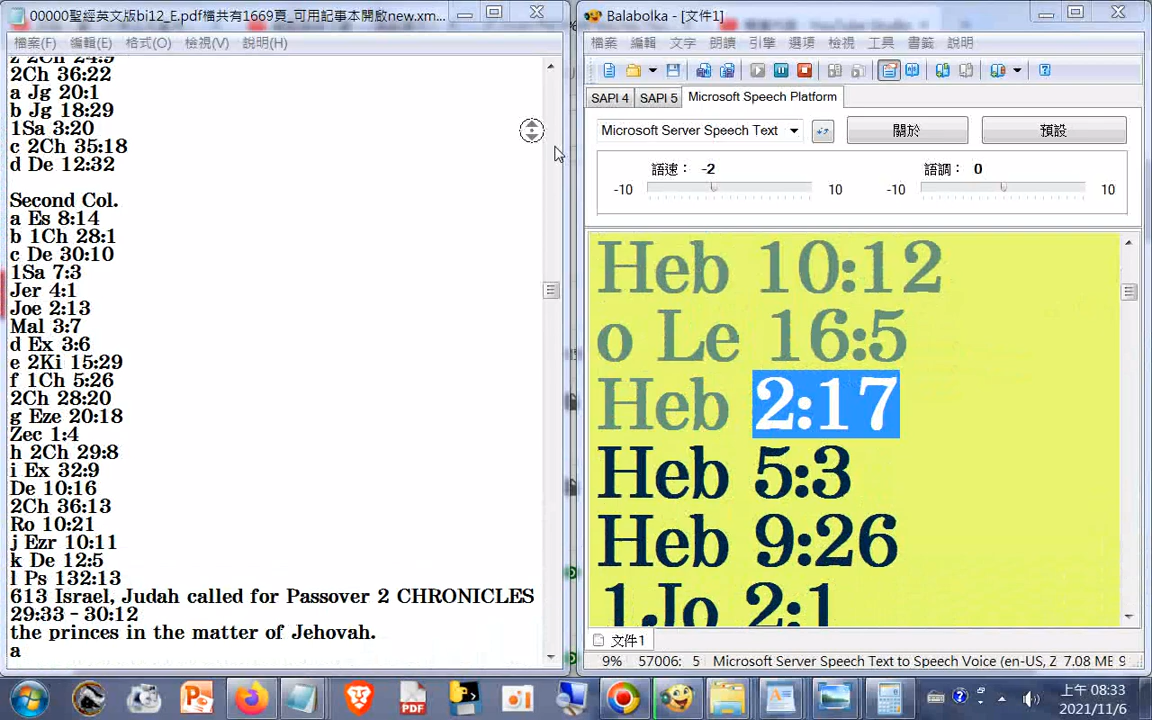 00000聖經英文版bi12_E.pdf檔共有1669頁_可用記事本開啟new.xm...
檔案(F) 編輯(E) 格式(O) 檢視(V) 說明(H)
z 2Ch 24:9
2Ch 36:22
a Jg 20:1
b Jg 18:29
1Sa 3:20
c 2Ch 35:18
d De 12:32
Second Col.
a Es 8:14
b 1Ch 28:1
c De 30:10
1Sa 7:3
Jer 4:1
Joe 2:13
Mal 3:7
d Ex 3:6
e 2Ki 15:29
f 1Ch 5:26
2Ch 28:20
g Eze 20:18
Zec 1:4
h 2Ch 29:8
i Ex 32:9
De 10:16
2Ch 36:13
Ro 10:21
j Ezr 10:11
k De 12:5
l Ps 132:13
613 Israel, Judah called for Passover 2 CHRONICLES
29:33 - 30:12
the princes in the matter of Jehovah.
a
Balabolka - [文件1]
檔案 編輯 文字 朗讀 引擎 選項 檢視 工具 書籤 說明
SAPI 4 SAPI 5 Microsoft Speech Platform
Microsoft Server Speech Text 關於 預設
語速： -2 語調： 0
-10 10 -10 10
Heb 10:12
o Le 16:5
Heb 2:17
Heb 5:3
Heb 9:26
1Jo 2:1
文件1
9% 57006: 5 Microsoft Server Speech Text to Speech Voice (en-US, Z 7.08 MB 9
PDF
上午 08:33
2021/11/6